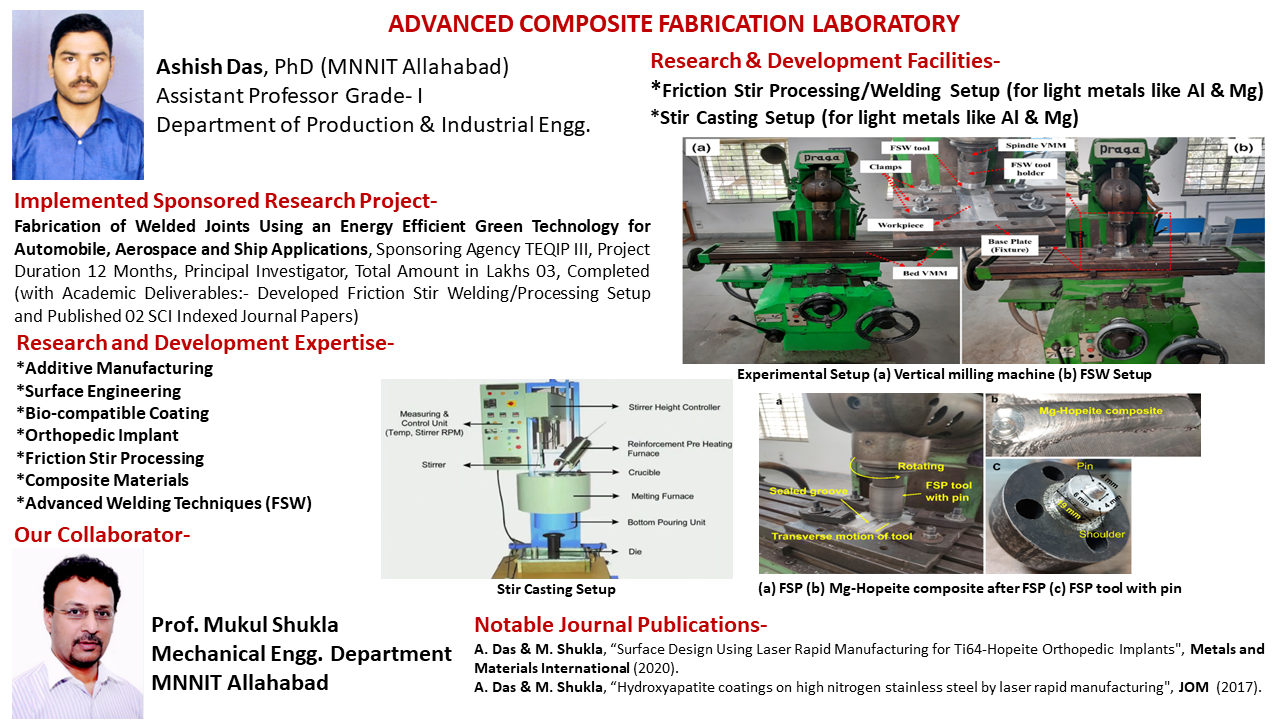 ADVANCED COMPOSITE FABRICATION LABORATORY
Ashish Das, PhD (MNNIT Allahabad)
Assistant Professor Grade- I
Department of Production & Industrial Engg.
Implemented Sponsored Research Project-
Fabrication of Welded Joints Using an Energy Efficient Green Technology for
Automobile, Aerospace and Ship Applications, Sponsoring Agency TEQIP III, Project
Duration 12 Months, Principal Investigator, Total Amount in Lakhs 03, Completed
(with Academic Deliverables:- Developed Friction Stir Welding/Processing Setup
and Published 02 SCI Indexed Journal Papers)
Research and Development Expertise-
*Additive Manufacturing
*Surface Engineering
*Bio-compatible Coating
*Orthopedic Implant
*Friction Stir Processing
*Composite Materials
*Advanced Welding Techniques (FSW)
Our Collaborator-
Prof. Mukul Shukla
Mechanical Engg. Department
MNNIT Allahabad
Research & Development Facilities-
*Friction Stir Processing/Welding Setup (for light metals like Al & Mg)
*Stir Casting Setup (for light metals like Al & Mg)
(a)
FSW tool
Spindle VMM
(b)
Praga
Praga
Clamps
FSW tool
holder
Workpiece
Base Plate
(Fixture)
Bed VMM
Experimental Setup (a) Vertical milling machine (b) FSW Setup
Measuring &
Control Unit
(Temp, Stirrer RPM)
Stirrer
Stirrer Height Controller
Reinforcement Pre Heating
Furnace
Crucible
Melting Furnace
Bottom Pouring Unit
Die
Stir Casting Setup
a
Rotating
Sealed groove
FSP tool
with pin
Transverse motion of tool
b
Mg-Hopeite composite
c
Pin
4 mm
6 mm
4 mm
19 mm
Shoulder
(a) FSP (b) Mg-Hopeite composite after FSP (c) FSP tool with pin
Notable Journal Publications-
A. Das & M. Shukla, “Surface Design Using Laser Rapid Manufacturing for Ti64-Hopeite Orthopedic Implants", Metals and
Materials International (2020).
A. Das & M. Shukla, “Hydroxyapatite coatings on high nitrogen stainless steel by laser rapid manufacturing", JOM (2017).